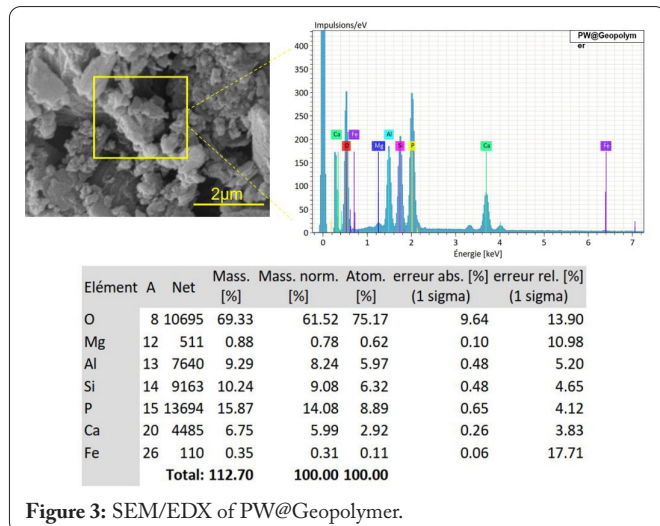 Impulsions/eV
PW@Geopolym
er
400
350
300
250
200
150
100
50
0
Ca Fe Al Ca Fe
O Mg S P
0 1 2 3 4 5 6 7
Énergie [keV]
2µm
Elément A Net Mass. Mass. norm. Atom. erreur abs. [%] erreur rel. [%]
[%] [%] [%] (1 sigma) (1 sigma)
O 8 10695 69.33 61.52 75.17 9.64 13.90
Mg 12 511 0.88 0.78 0.62 0.10 10.98
Al 13 7640 9.29 8.24 5.97 0.48 5.20
Si 14 9163 10.24 9.08 6.32 0.48 4.65
P 15 13694 15.87 14.08 8.89 0.65 4.12
Ca 20 4485 6.75 5.99 2.92 0.26 3.83
Fe 26 110 0.35 0.31 0.11 0.06 17.71
Total: 112.70 100.00 100.00
Figure 3: SEM/EDX of PW@Geopolymer.